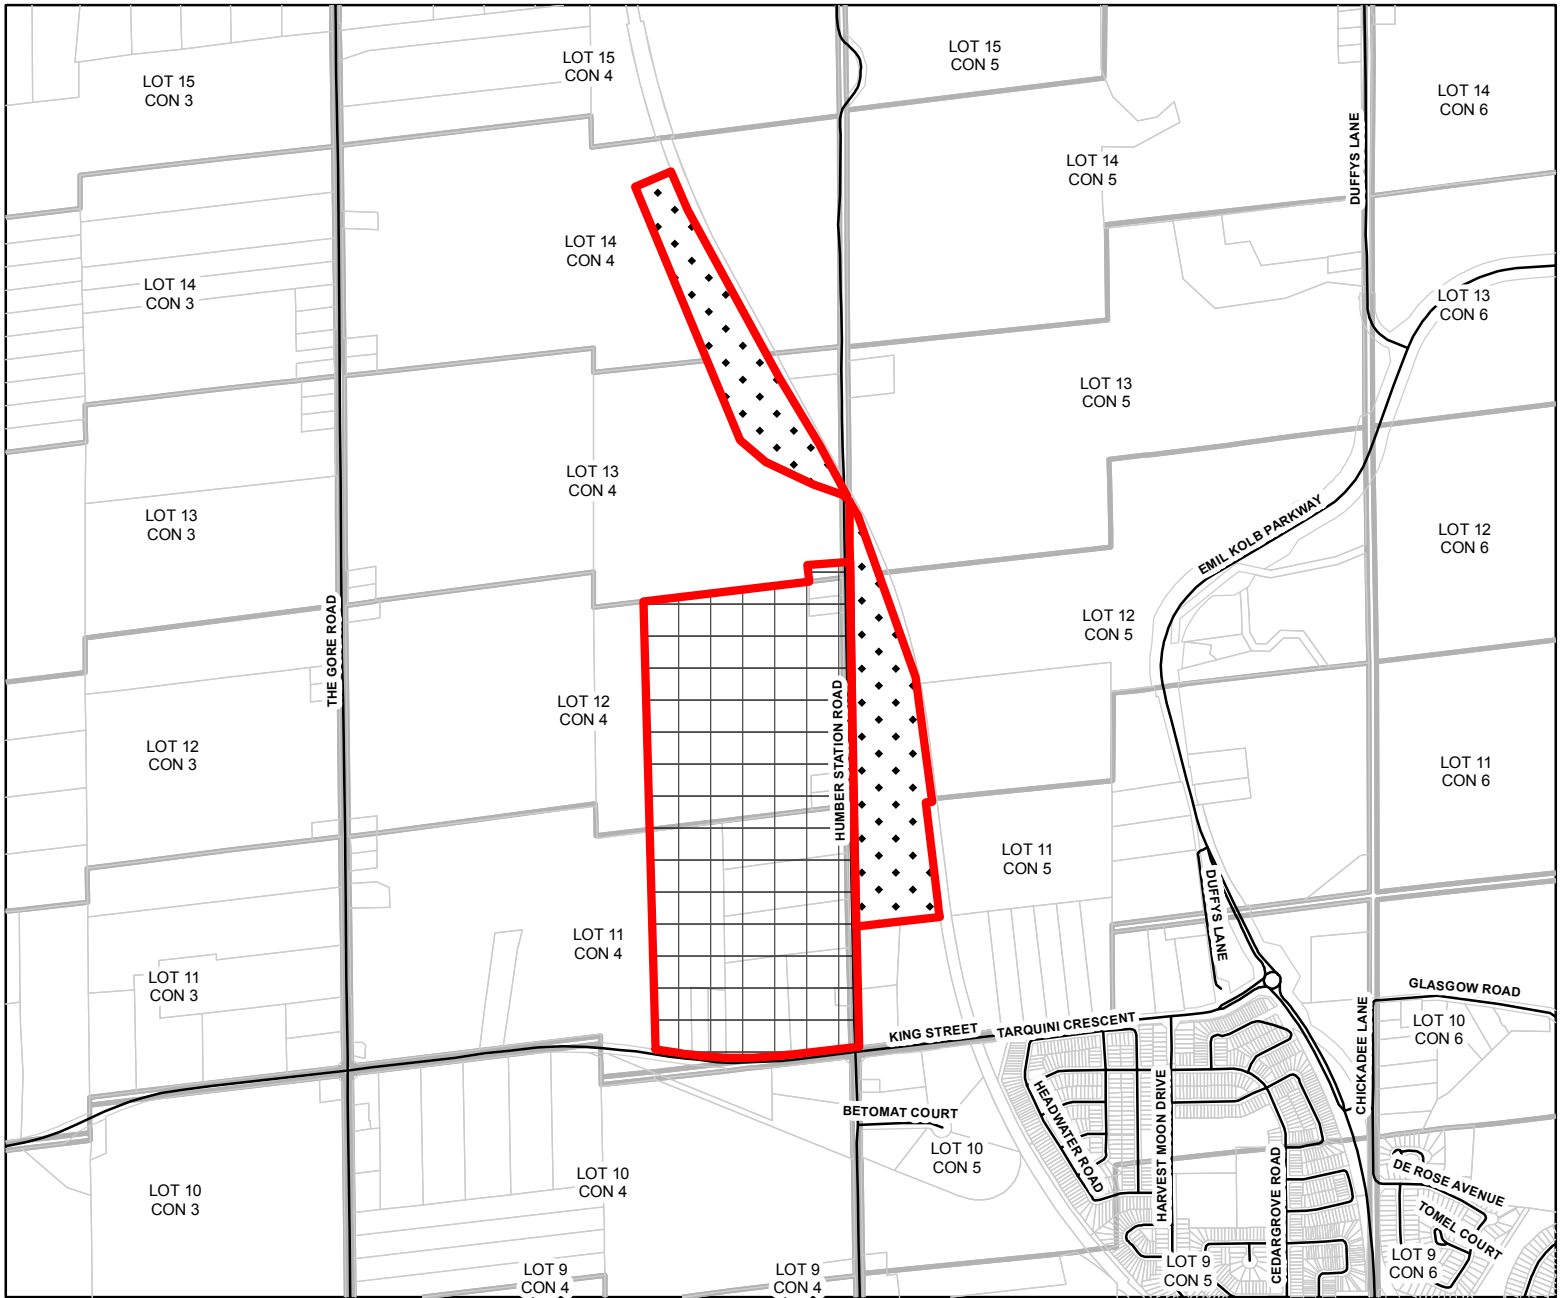 LOT 15
CON 3
LOT 15
CON 4
LOT 15
CON 5
LOT 14
CON 6
DUFFYS LANE
LOT 14
CON 5
LOT 14
CON 4
LOT 14
CON 3
LOT 13
CON 6
LOT 13
CON 5
LOT 13
CON 4
LOT 13
CON 3
EMIL KOLB PARKWAY
LOT 12
CON 6
LOT 12
CON 5
THE GORE ROAD
LOT 12
CON 4
HUMBER STATION ROAD
LOT 12
CON 3
LOT 11
CON 6
LOT 11
CON 5
DUFFYS LANE
LOT 11
CON 4
LOT 11
CON 3
GLASGOW ROAD
KING STREET
TARQUINI CRESCENT
CHICKADEE LANE
LOT 10
CON 6
BETOMAT COURT
HEADWATER ROAD
HARVEST MOON DRIVE
LOT 10
CON 5
LOT 10
CON 4
LOT 10
CON 3
CEDARGROVE ROAD
DE ROSE AVENUE
TOMEL COURT
LOT 9
CON 4
LOT 9
CON 4
LOT 9
CON 5
LOT 9
CON 6